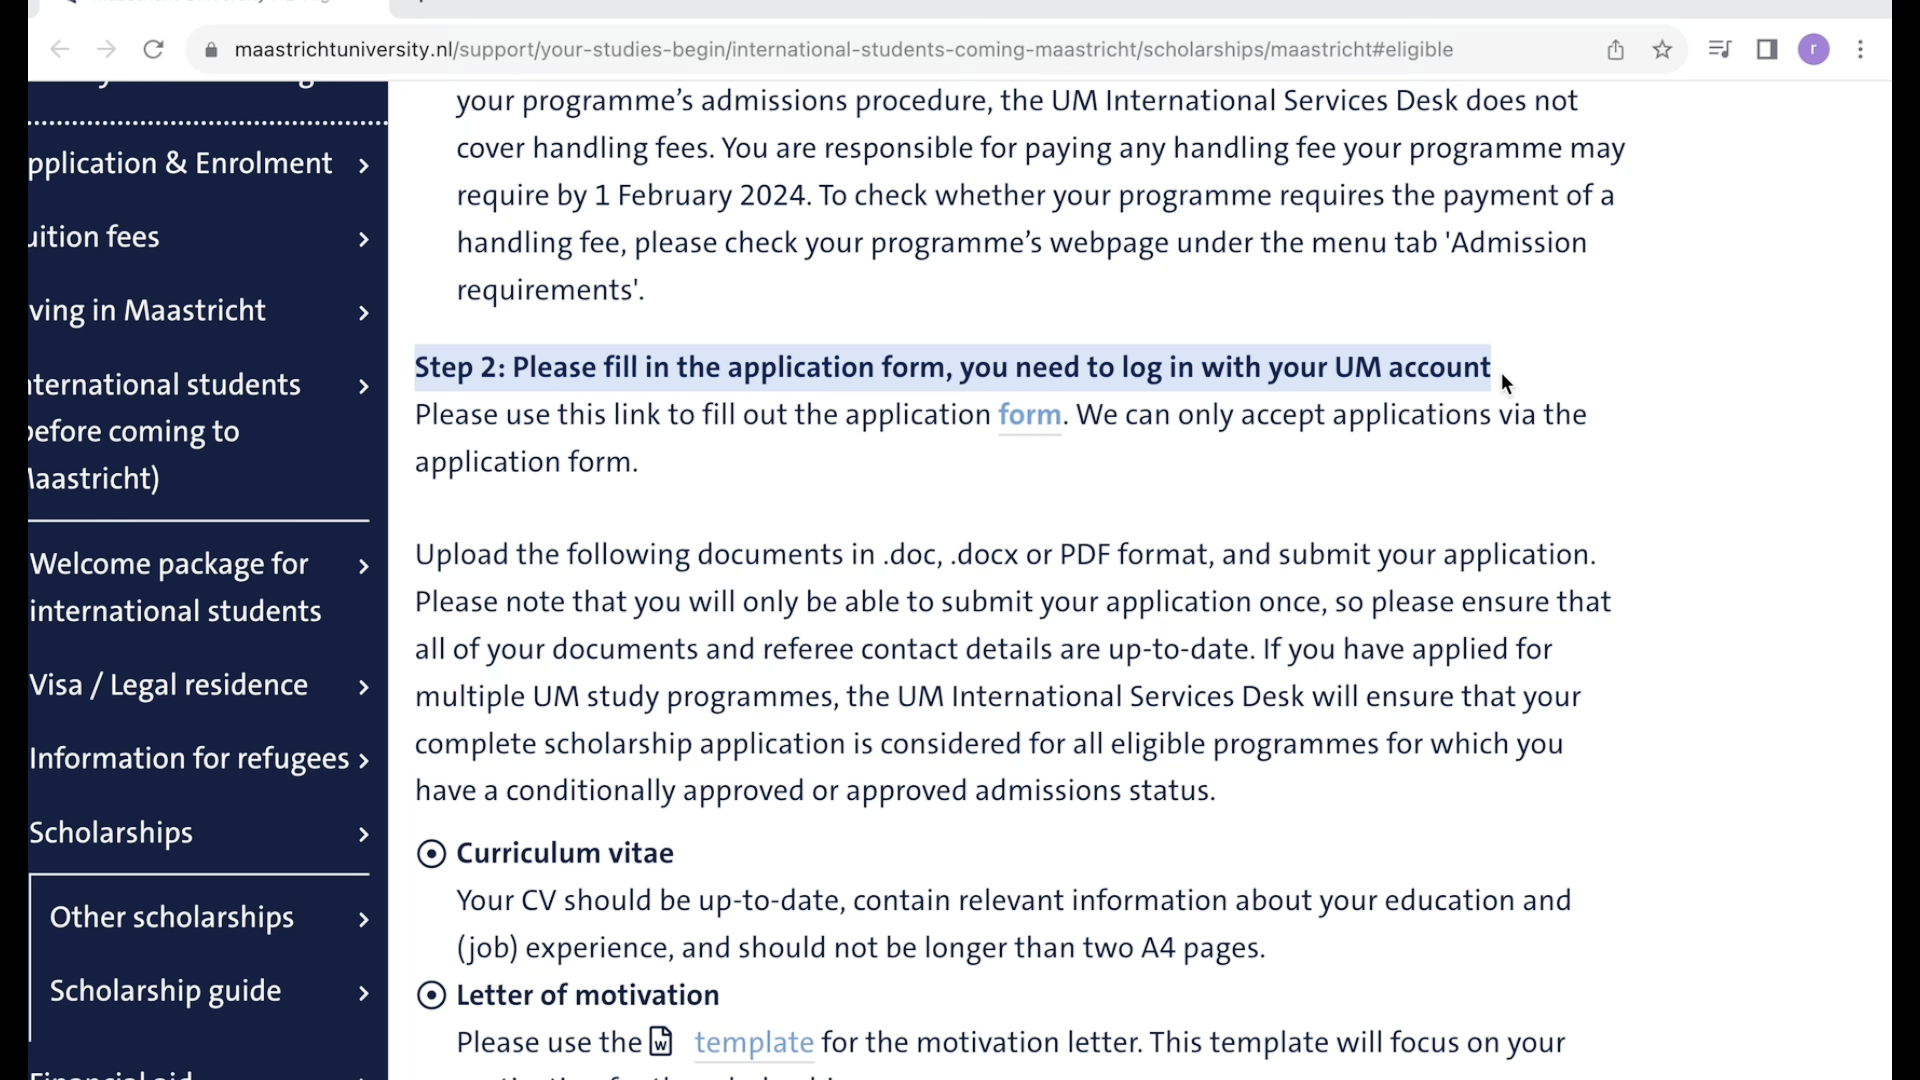 maastrichtuniversity.nl/support/your-studies-begin/international-students-coming-maastricht/scholarships/maastricht#eligible
r
pplication & Enrolment
uition fees
ving in Maastricht
nternational students
before coming to
Maastricht)
Welcome package for
international students
Visa / Legal residence
Information for refugees
Scholarships
Other scholarships
Scholarship guide
Financial aid
your programme’s admissions procedure, the UM International Services Desk does not
cover handling fees. You are responsible for paying any handling fee your programme may
require by 1 February 2024. To check whether your programme requires the payment of a
handling fee, please check your programme’s webpage under the menu tab 'Admission
requirements'.
Step 2: Please fill in the application form, you need to log in with your UM account
Please use this link to fill out the application form. We can only accept applications via the
application form.
Upload the following documents in .doc, .docx or PDF format, and submit your application.
Please note that you will only be able to submit your application once, so please ensure that
all of your documents and referee contact details are up-to-date. If you have applied for
multiple UM study programmes, the UM International Services Desk will ensure that your
complete scholarship application is considered for all eligible programmes for which you
have a conditionally approved or approved admissions status.
Curriculum vitae
Your CV should be up-to-date, contain relevant information about your education and
(job) experience, and should not be longer than two A4 pages.
Letter of motivation
Please use the template for the motivation letter. This template will focus on your